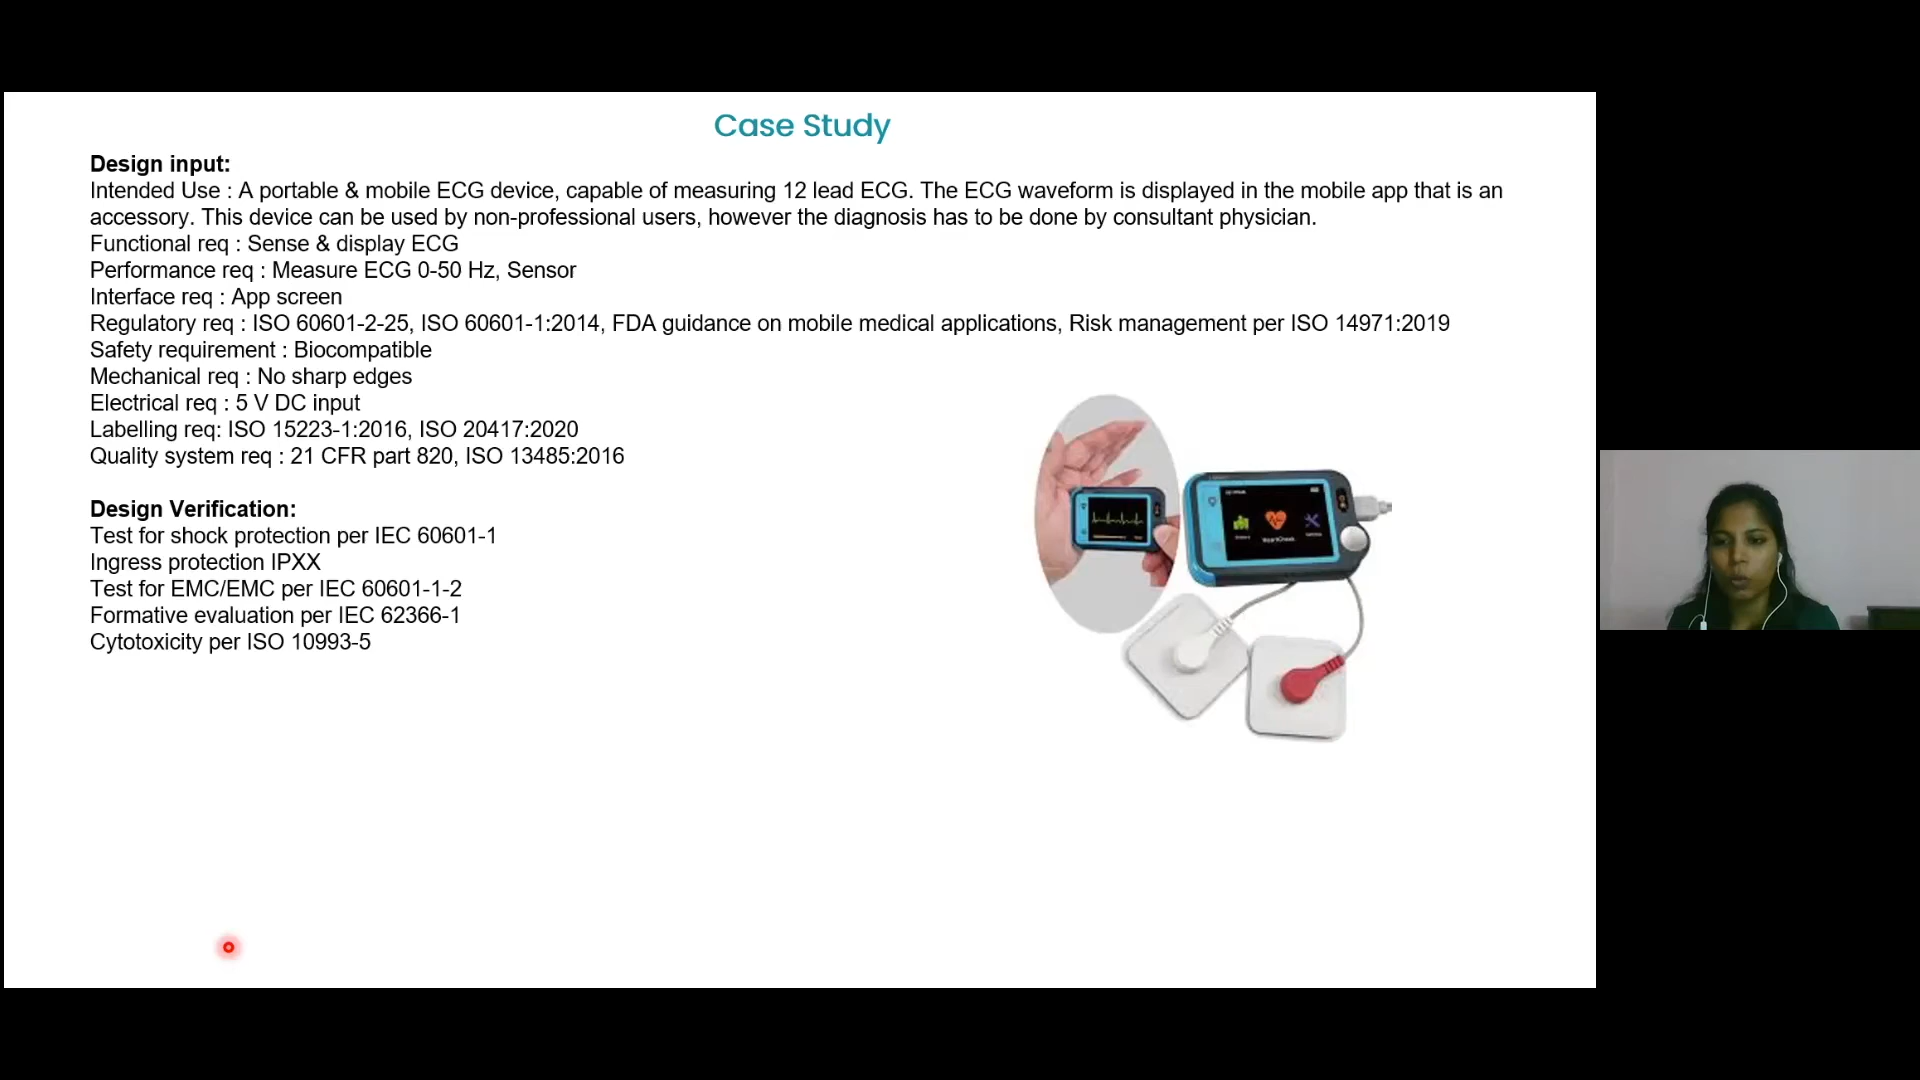 Case Study
Design input:
Intended Use : A portable & mobile ECG device, capable of measuring 12 lead ECG. The ECG waveform is displayed in the mobile app that is an
accessory. This device can be used by non-professional users, however the diagnosis has to be done by consultant physician.
Functional req : Sense & display ECG
Performance req : Measure ECG 0-50 Hz, Sensor
Interface req : App screen
Regulatory req : ISO 60601-2-25, ISO 60601-1:2014, FDA guidance on mobile medical applications, Risk management per ISO 14971:2019
Safety requirement : Biocompatible
Mechanical req : No sharp edges
Electrical req : 5 V DC input
Labelling req: ISO 15223-1:2016, ISO 20417:2020
Quality system req : 21 CFR part 820, ISO 13485:2016
Design Verification:
Test for shock protection per IEC 60601-1
Ingress protection IPXX
Test for EMC/EMC per IEC 60601-1-2
Formative evaluation per IEC 62366-1
Cytotoxicity per ISO 10993-5